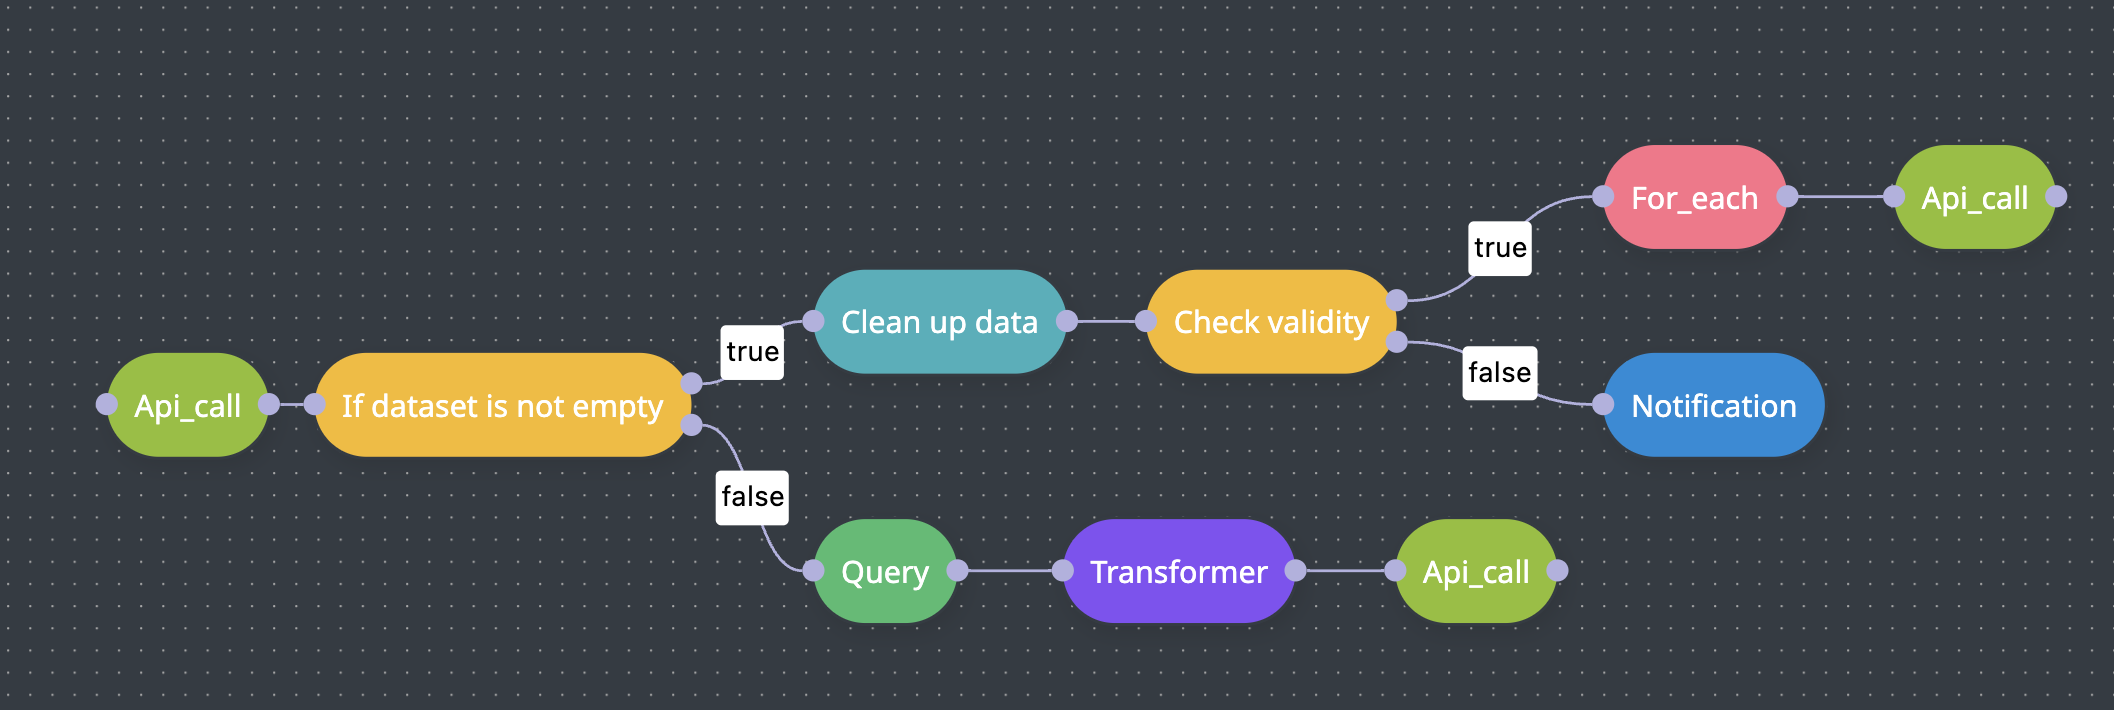 For_each
Api_call
true
Clean up data
Check validity
true
false
Api_call
If dataset is not empty
Notification
false
Query
Transformer
Api_call